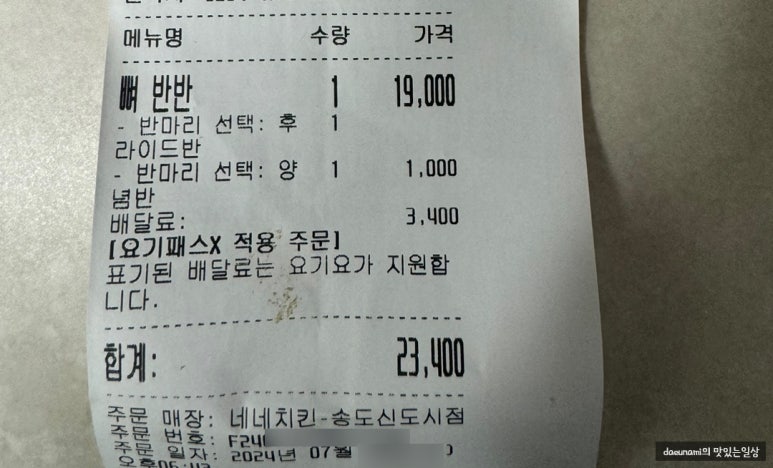 메뉴명 수량 가격
뼈 반반 1 19,000
- 반마리 선택: 후 1
라이드반
- 반마리 선택: 양 1 1,000
념반
배달료: 3,400
[요기패스X 적용 주문]
표기된 배달료는 요기요가 지원합
니다.
합계: 23,400
주문 매장: 네네치킨-송도신도시점
주문 번호: F24
주문 일자: 2024년 07월
daeunami의 맛있는일상